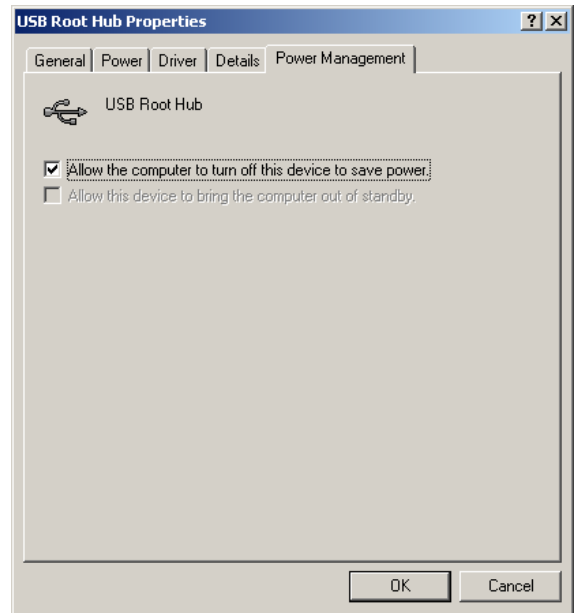 USB Root Hub Properties
General Power Driver Details Power Management
USB Root Hub
Allow the computer to turn off this device to save power.
Allow this device to bring the computer out of standby.
OK Cancel